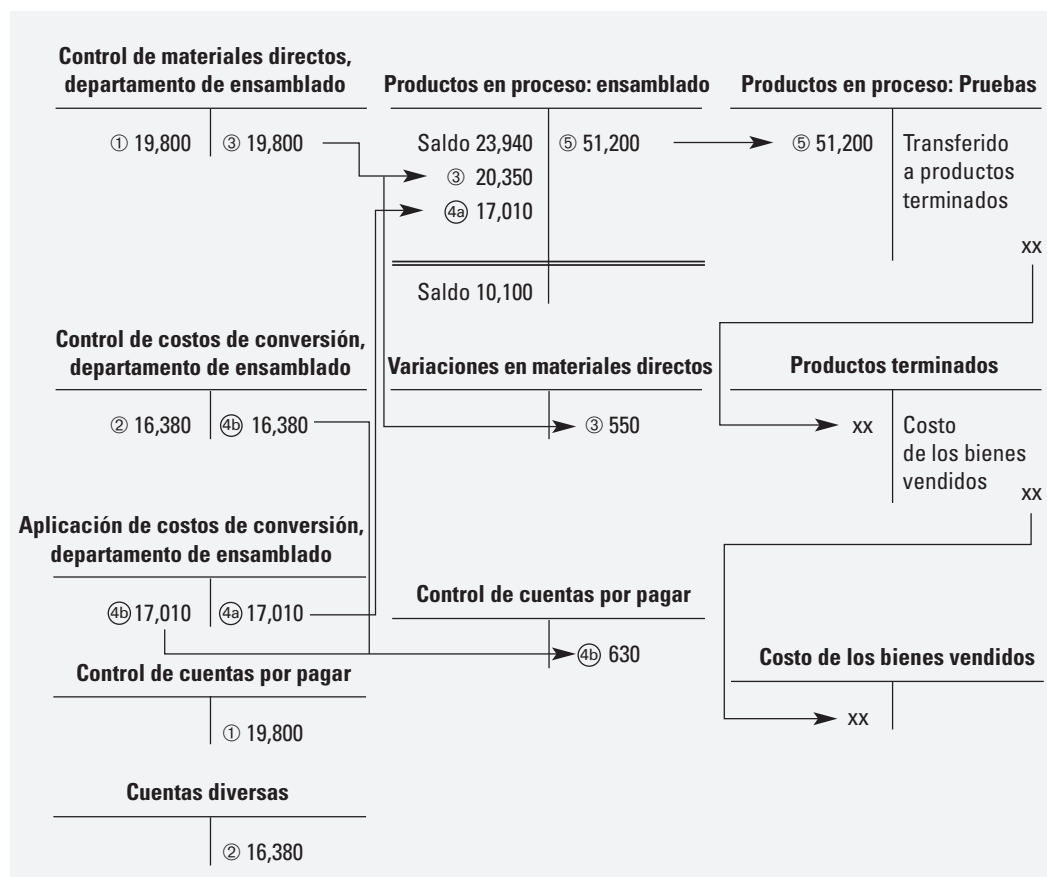 Control de materiales directos,
departamento de ensamblado
① 19,800 ③ 19,800
Productos en proceso: ensamblado
Saldo 23,940 ⑤ 51,200
③ 20,350
4a 17,010
Saldo 10,100
Productos en proceso: Pruebas
⑤ 51,200 Transferido
a productos
terminados
xx
Control de costos de conversión,
departamento de ensamblado
② 16,380 4b 16,380
Variaciones en materiales directos
③ 550
Productos terminados
xx Costo
de los bienes
vendidos
xx
Aplicación de costos de conversión,
departamento de ensamblado
4b 17,010 4a 17,010
Control de cuentas por pagar
4b 630
Costo de los bienes vendidos
xx
Control de cuentas por pagar
① 19,800
Cuentas diversas
② 16,380